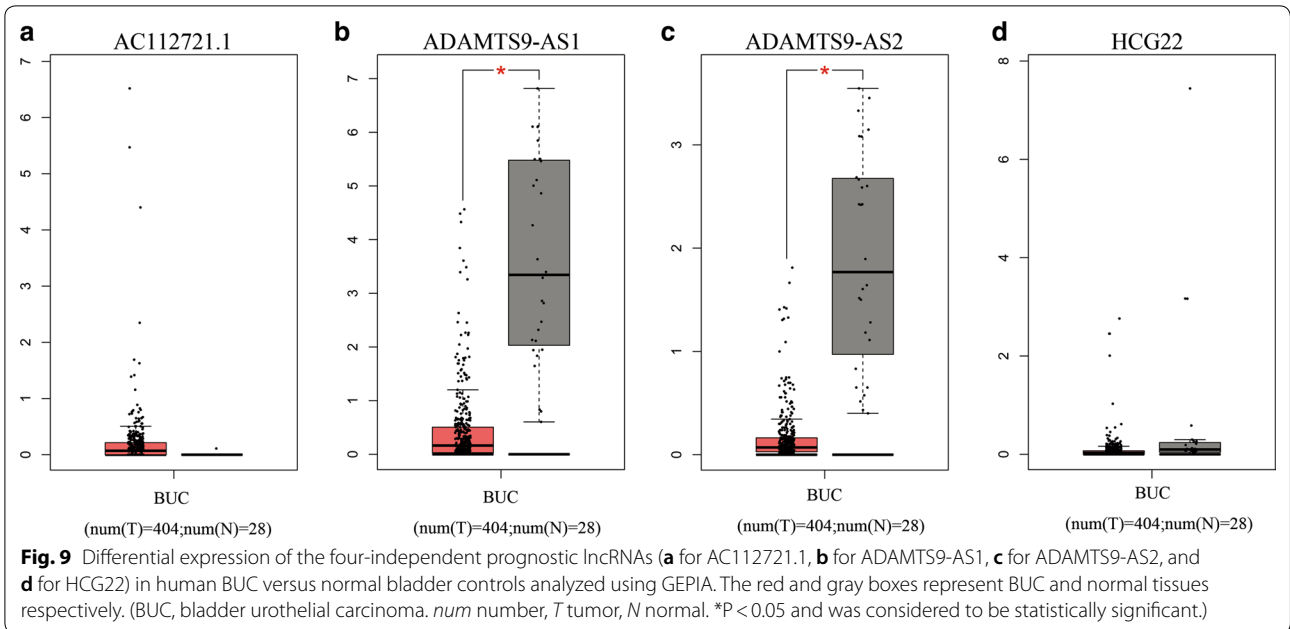 a
AC112721.1
7
6
5
4
3
2
1
0
BUC
(num(T)=404;num(N)=28)
b
ADAMTS9-AS1
*
7
6
5
4
3
2
1
0
BUC
(num(T)=404;num(N)=28)
c
ADAMTS9-AS2
*
3
2
1
0
BUC
(num(T)=404;num(N)=28)
d
HCG22
8
6
4
2
0
BUC
(num(T)=404;num(N)=28)
Fig. 9 Differential expression of the four-independent prognostic lncRNAs (a for AC112721.1, b for ADAMTS9-AS1, c for ADAMTS9-AS2, and
d for HCG22) in human BUC versus normal bladder controls analyzed using GEPIA. The red and gray boxes represent BUC and normal tissues
respectively. (BUC, bladder urothelial carcinoma. num number, T tumor, N normal. *P < 0.05 and was considered to be statistically significant.)